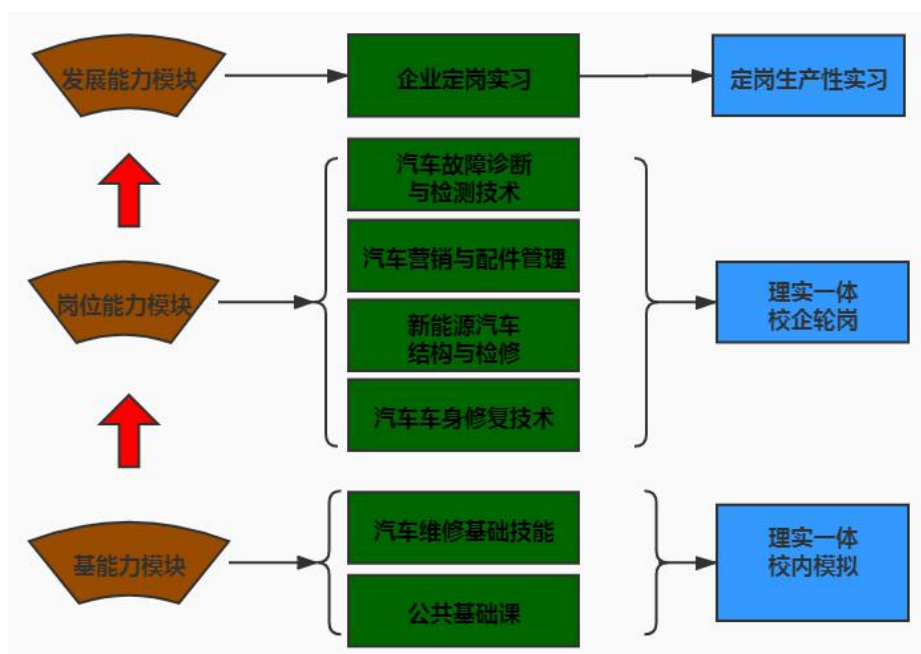 发展能力模块
企业定岗实习
定岗生产性实习
汽车故障诊断
与检测技术
汽车营销与配件管理
岗位能力模块
新能源汽车
结构与检修
理实一体
校企轮岗
汽车车身修复技术
基能力模块
汽车维修基础技能
公共基础课
理实一体
校内模拟